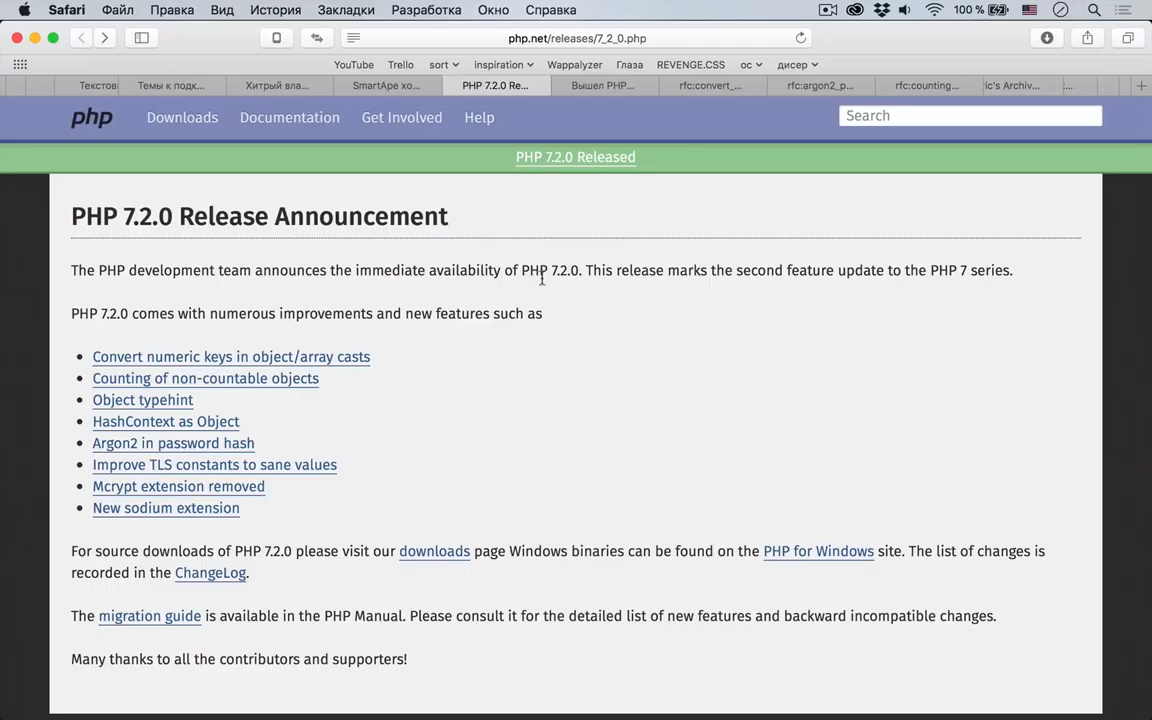 Safari Файл Правка Вид История Закладки Разработка Окно Справка 100 %
php.net/releases/7_2_0.php
YouTube Trello sort inspiration Wappalyzer Глаза REVENGE.CSS ос дисер
Текстов Темы к подк... Хитрый вла... SmartApe хо... PHP 7.2.0 Re... Вышел PHP... rfc:convert_... rfc:argon2_p... rfc:counting... ric's Archiv... ...
php Downloads Documentation Get Involved Help Search
PHP 7.2.0 Released
PHP 7.2.0 Release Announcement
The PHP development team announces the immediate availability of PHP 7.2.0. This release marks the second feature update to the PHP 7 series.
PHP 7.2.0 comes with numerous improvements and new features such as
Convert numeric keys in object/array casts
Counting of non-countable objects
Object typehint
HashContext as Object
Argon2 in password hash
Improve TLS constants to sane values
Mcrypt extension removed
New sodium extension
For source downloads of PHP 7.2.0 please visit our downloads page Windows binaries can be found on the PHP for Windows site. The list of changes is
recorded in the ChangeLog.
The migration guide is available in the PHP Manual. Please consult it for the detailed list of new features and backward incompatible changes.
Many thanks to all the contributors and supporters!